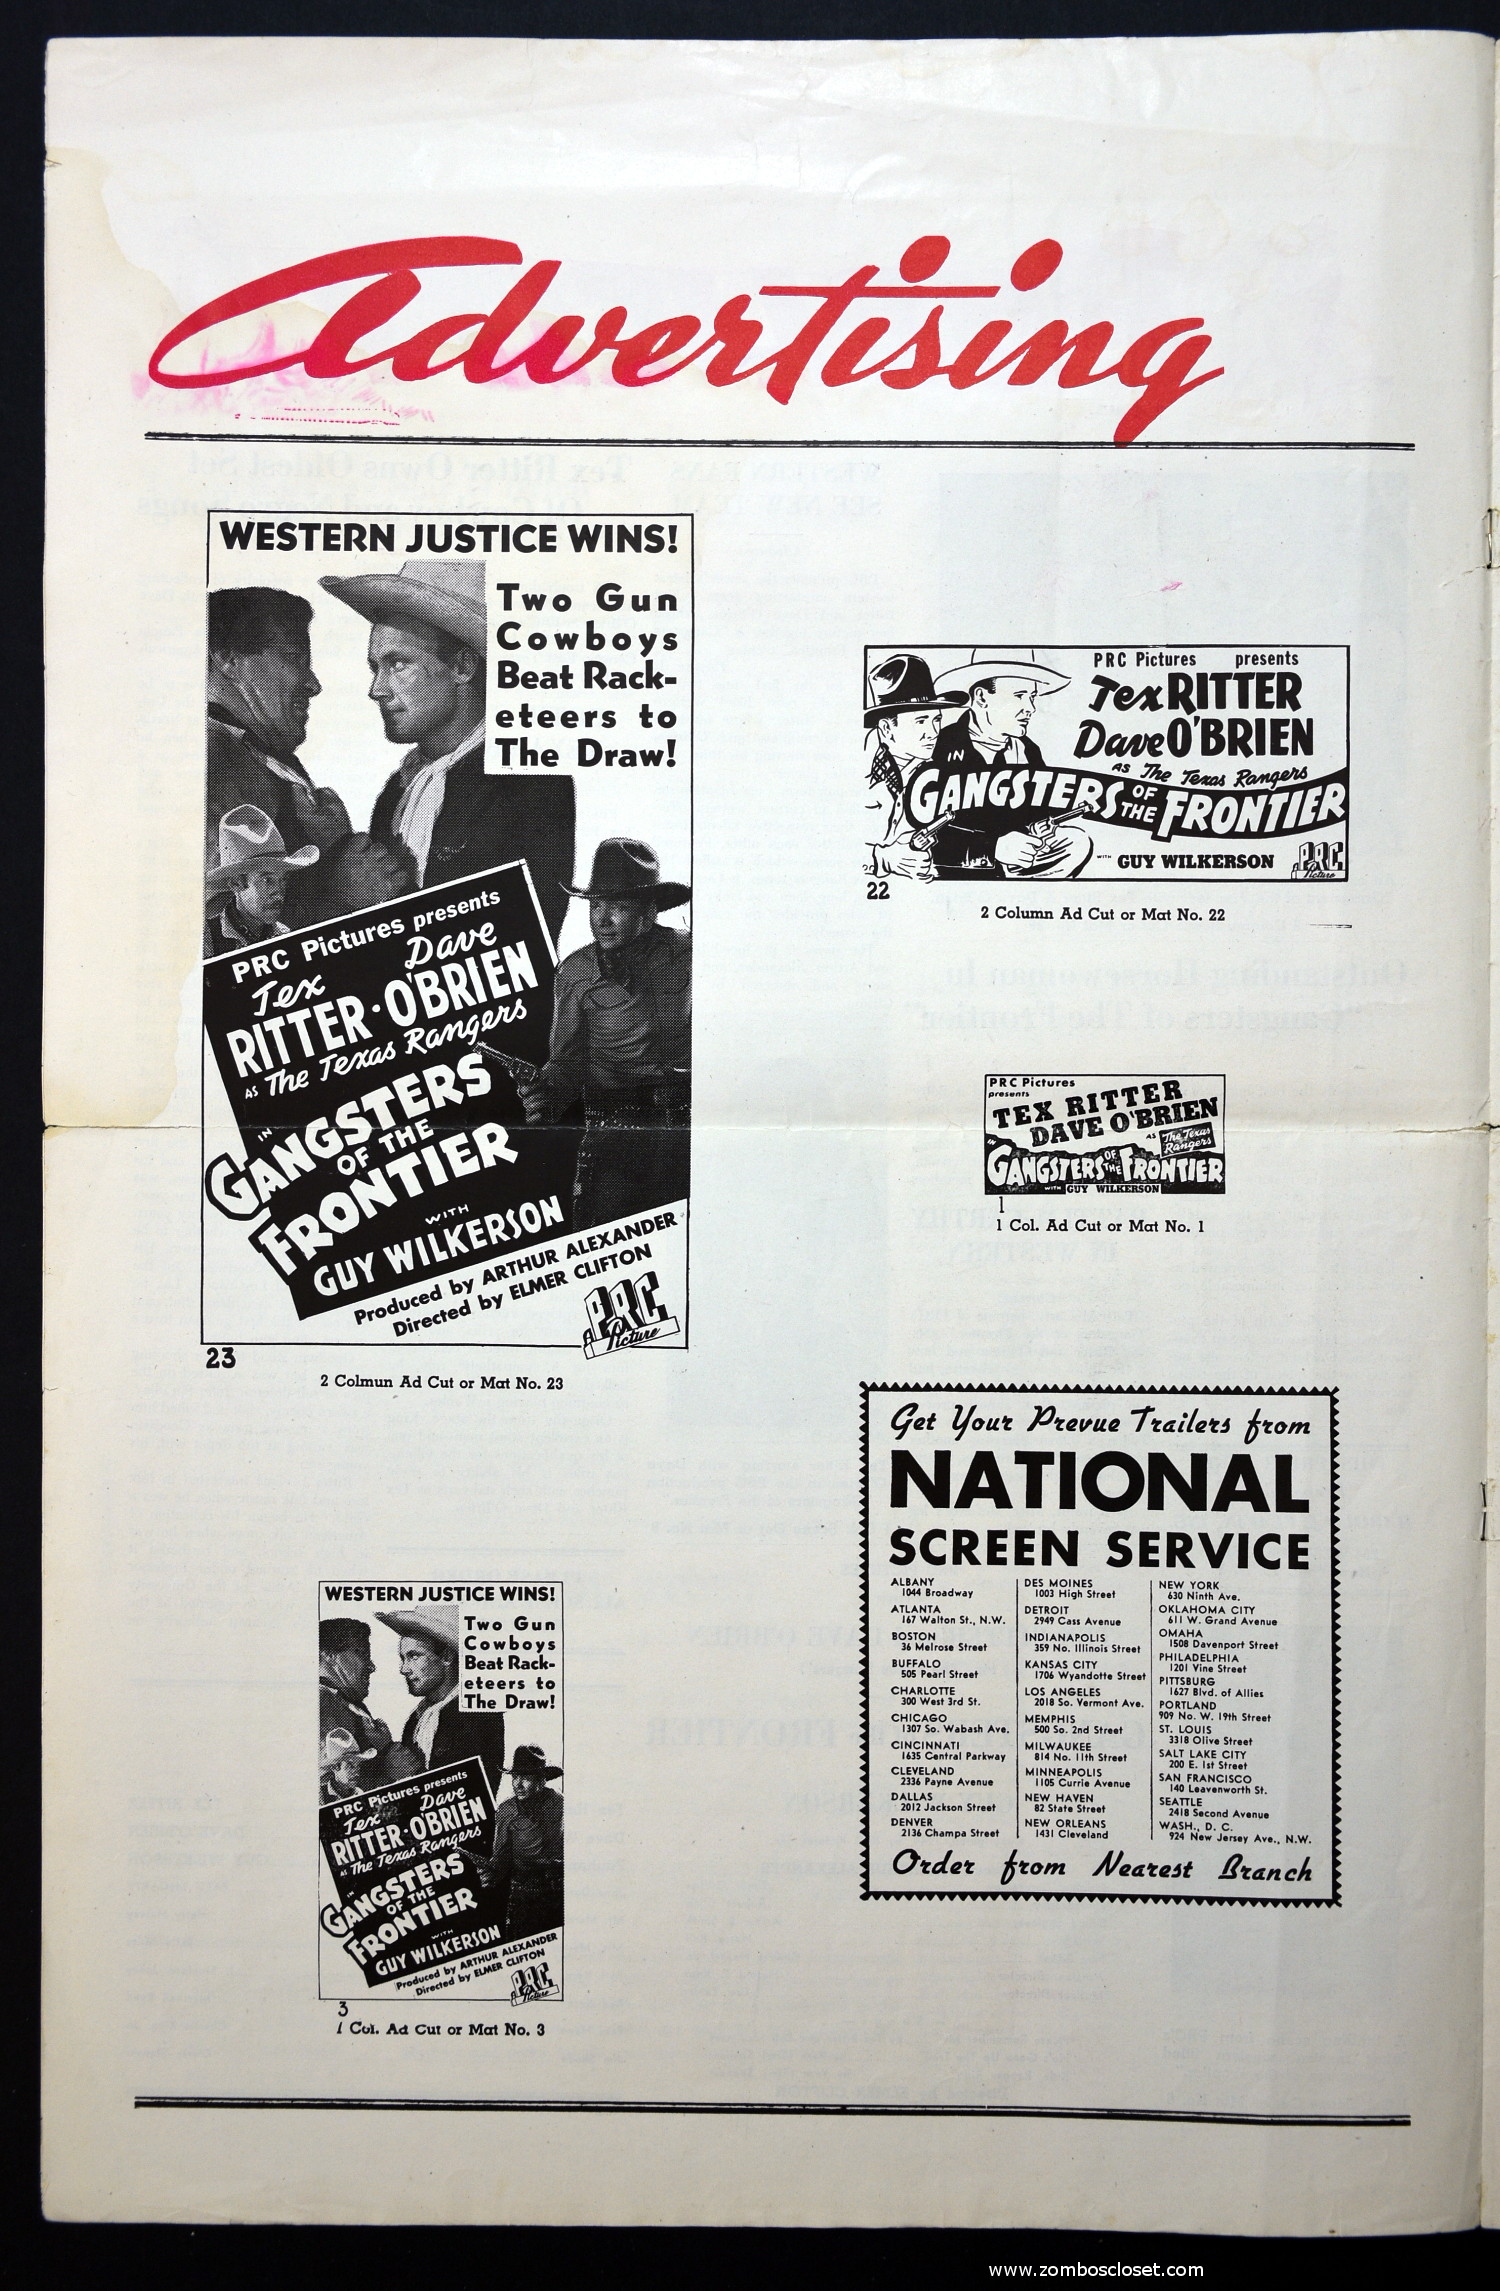 Advertising
WESTERN JUSTICE WINS!
Two Gun
Cowboys
Beat Rack-
eteers to
The Draw!
PRC Pictures presents
Tex Dave
RITTER · O'BRIEN
AS The Texas Rangers
IN
GANGSTERS
OF THE
FRONTIER
WITH
GUY WILKERSON
Produced by ARTHUR ALEXANDER
Directed by ELMER CLIFTON
A PRC
Picture
23
2 Colmun Ad Cut or Mat No. 23
WESTERN JUSTICE WINS!
Two Gun
Cowboys
Beat Rack-
eteers to
The Draw!
PRC Pictures presents
Tex Dave
RITTER · O'BRIEN
AS The Texas Rangers
IN
GANGSTERS
OF THE
FRONTIER
WITH
GUY WILKERSON
Produced by ARTHUR ALEXANDER
Directed by ELMER CLIFTON
A PRC
Picture
3
1 Col. Ad Cut or Mat No. 3
PRC Pictures presents
Tex RITTER
Dave O'BRIEN
AS The Texas Rangers
IN
GANGSTERS OF THE FRONTIER
WITH GUY WILKERSON
PRC
Picture
22
2 Column Ad Cut or Mat No. 22
PRC Pictures
presents
TEX RITTER
DAVE O'BRIEN
AS The Texas
Rangers
IN
GANGSTERS OF THE FRONTIER
WITH GUY WILKERSON
1
1 Col. Ad Cut or Mat No. 1
Get Your Prevue Trailers from
NATIONAL
SCREEN SERVICE
ALBANY
1044 Broadway
ATLANTA
167 Walton St., N.W.
BOSTON
36 Melrose Street
BUFFALO
505 Pearl Street
CHARLOTTE
300 West 3rd St.
CHICAGO
1307 So. Wabash Ave.
CINCINNATI
1635 Central Parkway
CLEVELAND
2336 Payne Avenue
DALLAS
2012 Jackson Street
DENVER
2136 Champa Street
DES MOINES
1003 High Street
DETROIT
2949 Cass Avenue
INDIANAPOLIS
359 No. Illinois Street
KANSAS CITY
1706 Wyandotte Street
LOS ANGELES
2018 So. Vermont Ave.
MEMPHIS
500 So. 2nd Street
MILWAUKEE
814 No. 11th Street
MINNEAPOLIS
1105 Currie Avenue
NEW HAVEN
82 State Street
NEW ORLEANS
1431 Cleveland
NEW YORK
630 Ninth Ave.
OKLAHOMA CITY
611 W. Grand Avenue
OMAHA
1508 Davenport Street
PHILADELPHIA
1201 Vine Street
PITTSBURG
1627 Blvd. of Allies
PORTLAND
909 No. W. 19th Street
ST. LOUIS
3318 Olive Street
SALT LAKE CITY
200 E. 1st Street
SAN FRANCISCO
140 Leavenworth St.
SEATTLE
2418 Second Avenue
WASH., D. C.
924 New Jersey Ave., N.W.
Order from Nearest Branch
www.zomboscloset.com